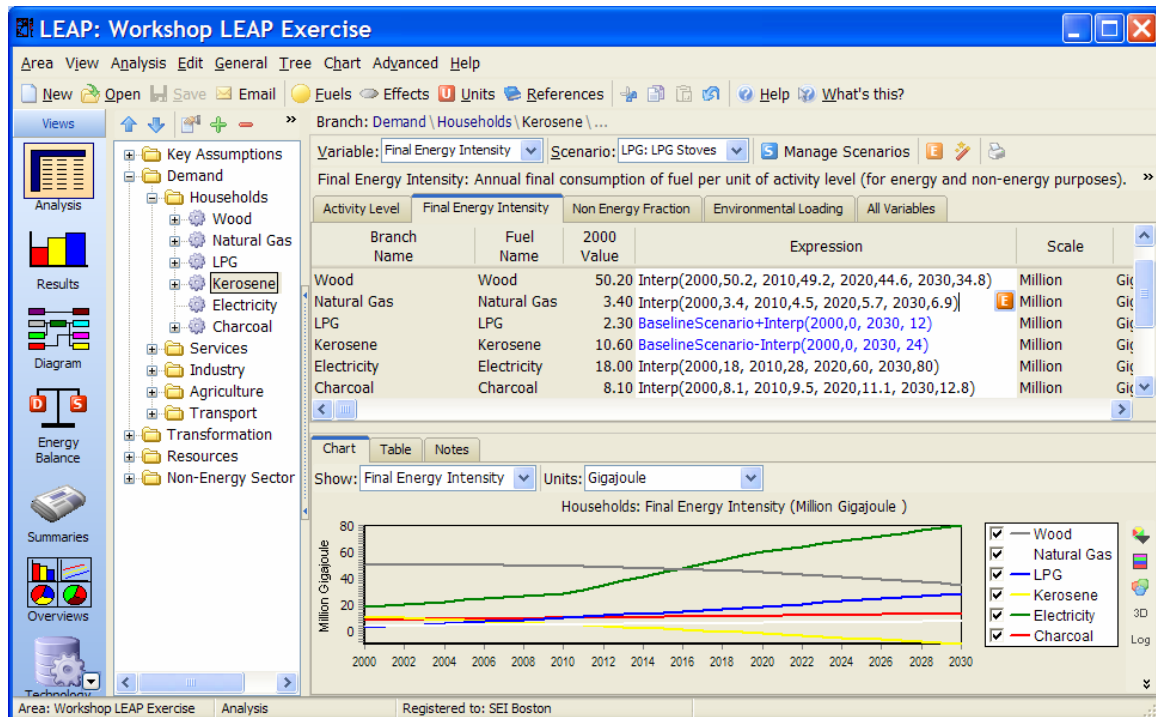 LEAP: Workshop LEAP Exercise
Area View Analysis Edit General Tree Chart Advanced Help
New Open Save Email Fuels Effects Units References Help What's this?
Views
Branch: Demand\Households\Kerosene\...
Variable: Final Energy Intensity Scenario: LPG: LPG Stoves S Manage Scenarios E
Final Energy Intensity: Annual final consumption of fuel per unit of activity level (for energy and non-energy purposes).
Analysis
Results
Diagram
D S
Energy
Balance
Summaries
Overviews
Technology
Key Assumptions
Demand
Households
Wood
Natural Gas
LPG
Kerosene
Electricity
Charcoal
Services
Industry
Agriculture
Transport
Transformation
Resources
Non-Energy Sector
Activity Level Final Energy Intensity Non Energy Fraction Environmental Loading All Variables
Branch Name Fuel Name 2000 Value Expression Scale
Wood Wood 50.20 Interp(2000,50.2, 2010,49.2, 2020,44.6, 2030,34.8) Million Gig
Natural Gas Natural Gas 3.40 Interp(2000,3.4, 2010,4.5, 2020,5.7, 2030,6.9) E Million Gig
LPG LPG 2.30 BaselineScenario+Interp(2000,0, 2030, 12) Million Gig
Kerosene Kerosene 10.60 BaselineScenario-Interp(2000,0, 2030, 24) Million Gig
Electricity Electricity 18.00 Interp(2000,18, 2010,28, 2020,60, 2030,80) Million Gig
Charcoal Charcoal 8.10 Interp(2000,8.1, 2010,9.5, 2020,11.1, 2030,12.8) Million Gig
Chart Table Notes
Show: Final Energy Intensity Units: Gigajoule
Households: Final Energy Intensity (Million Gigajoule )
Million Gigajoule
80
60
40
20
0
2000 2002 2004 2006 2008 2010 2012 2014 2016 2018 2020 2022 2024 2026 2028 2030
Wood
Natural Gas
LPG
Kerosene
Electricity
Charcoal
3D
Log
Area: Workshop LEAP Exercise Analysis Registered to: SEI Boston